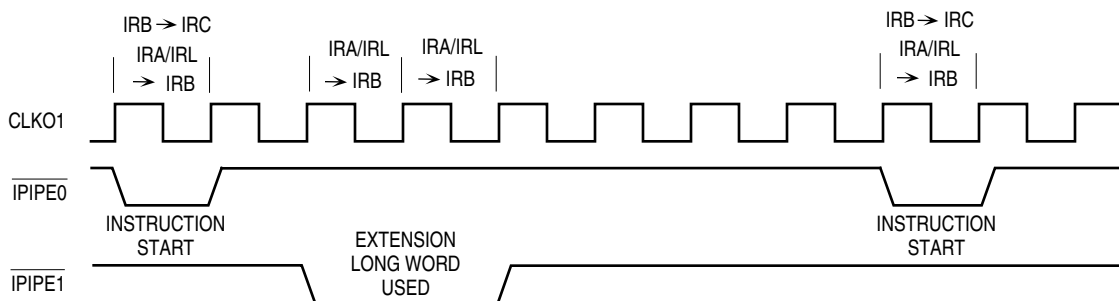 IRB → IRC
IRA/IRL
→ IRB
IRA/IRL
→ IRB
IRA/IRL
→ IRB
IRB → IRC
IRA/IRL
→ IRB
CLKO1
IPIPE0
INSTRUCTION
START
INSTRUCTION
START
EXTENSION
LONG WORD
USED
IPIPE1